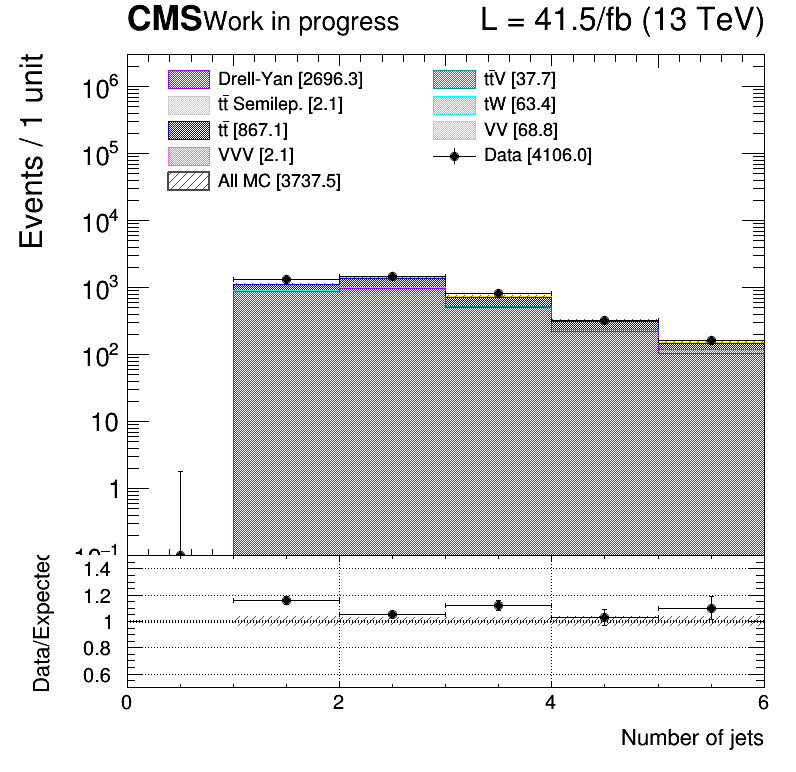 CMS Work in progress L = 41.5/fb (13 TeV)
Events / 1 unit
Drell-Yan [2696.3] tt̄V [37.7]
tt̄ Semilep. [2.1] tW [63.4]
tt̄ [867.1] VV [68.8]
VVV [2.1] Data [4106.0]
All MC [3737.5]
10⁶
10⁵
10⁴
10³
10²
10
1
10⁻¹
Data/Expected
1.4
1.2
1
0.8
0.6
0 2 4 6
Number of jets